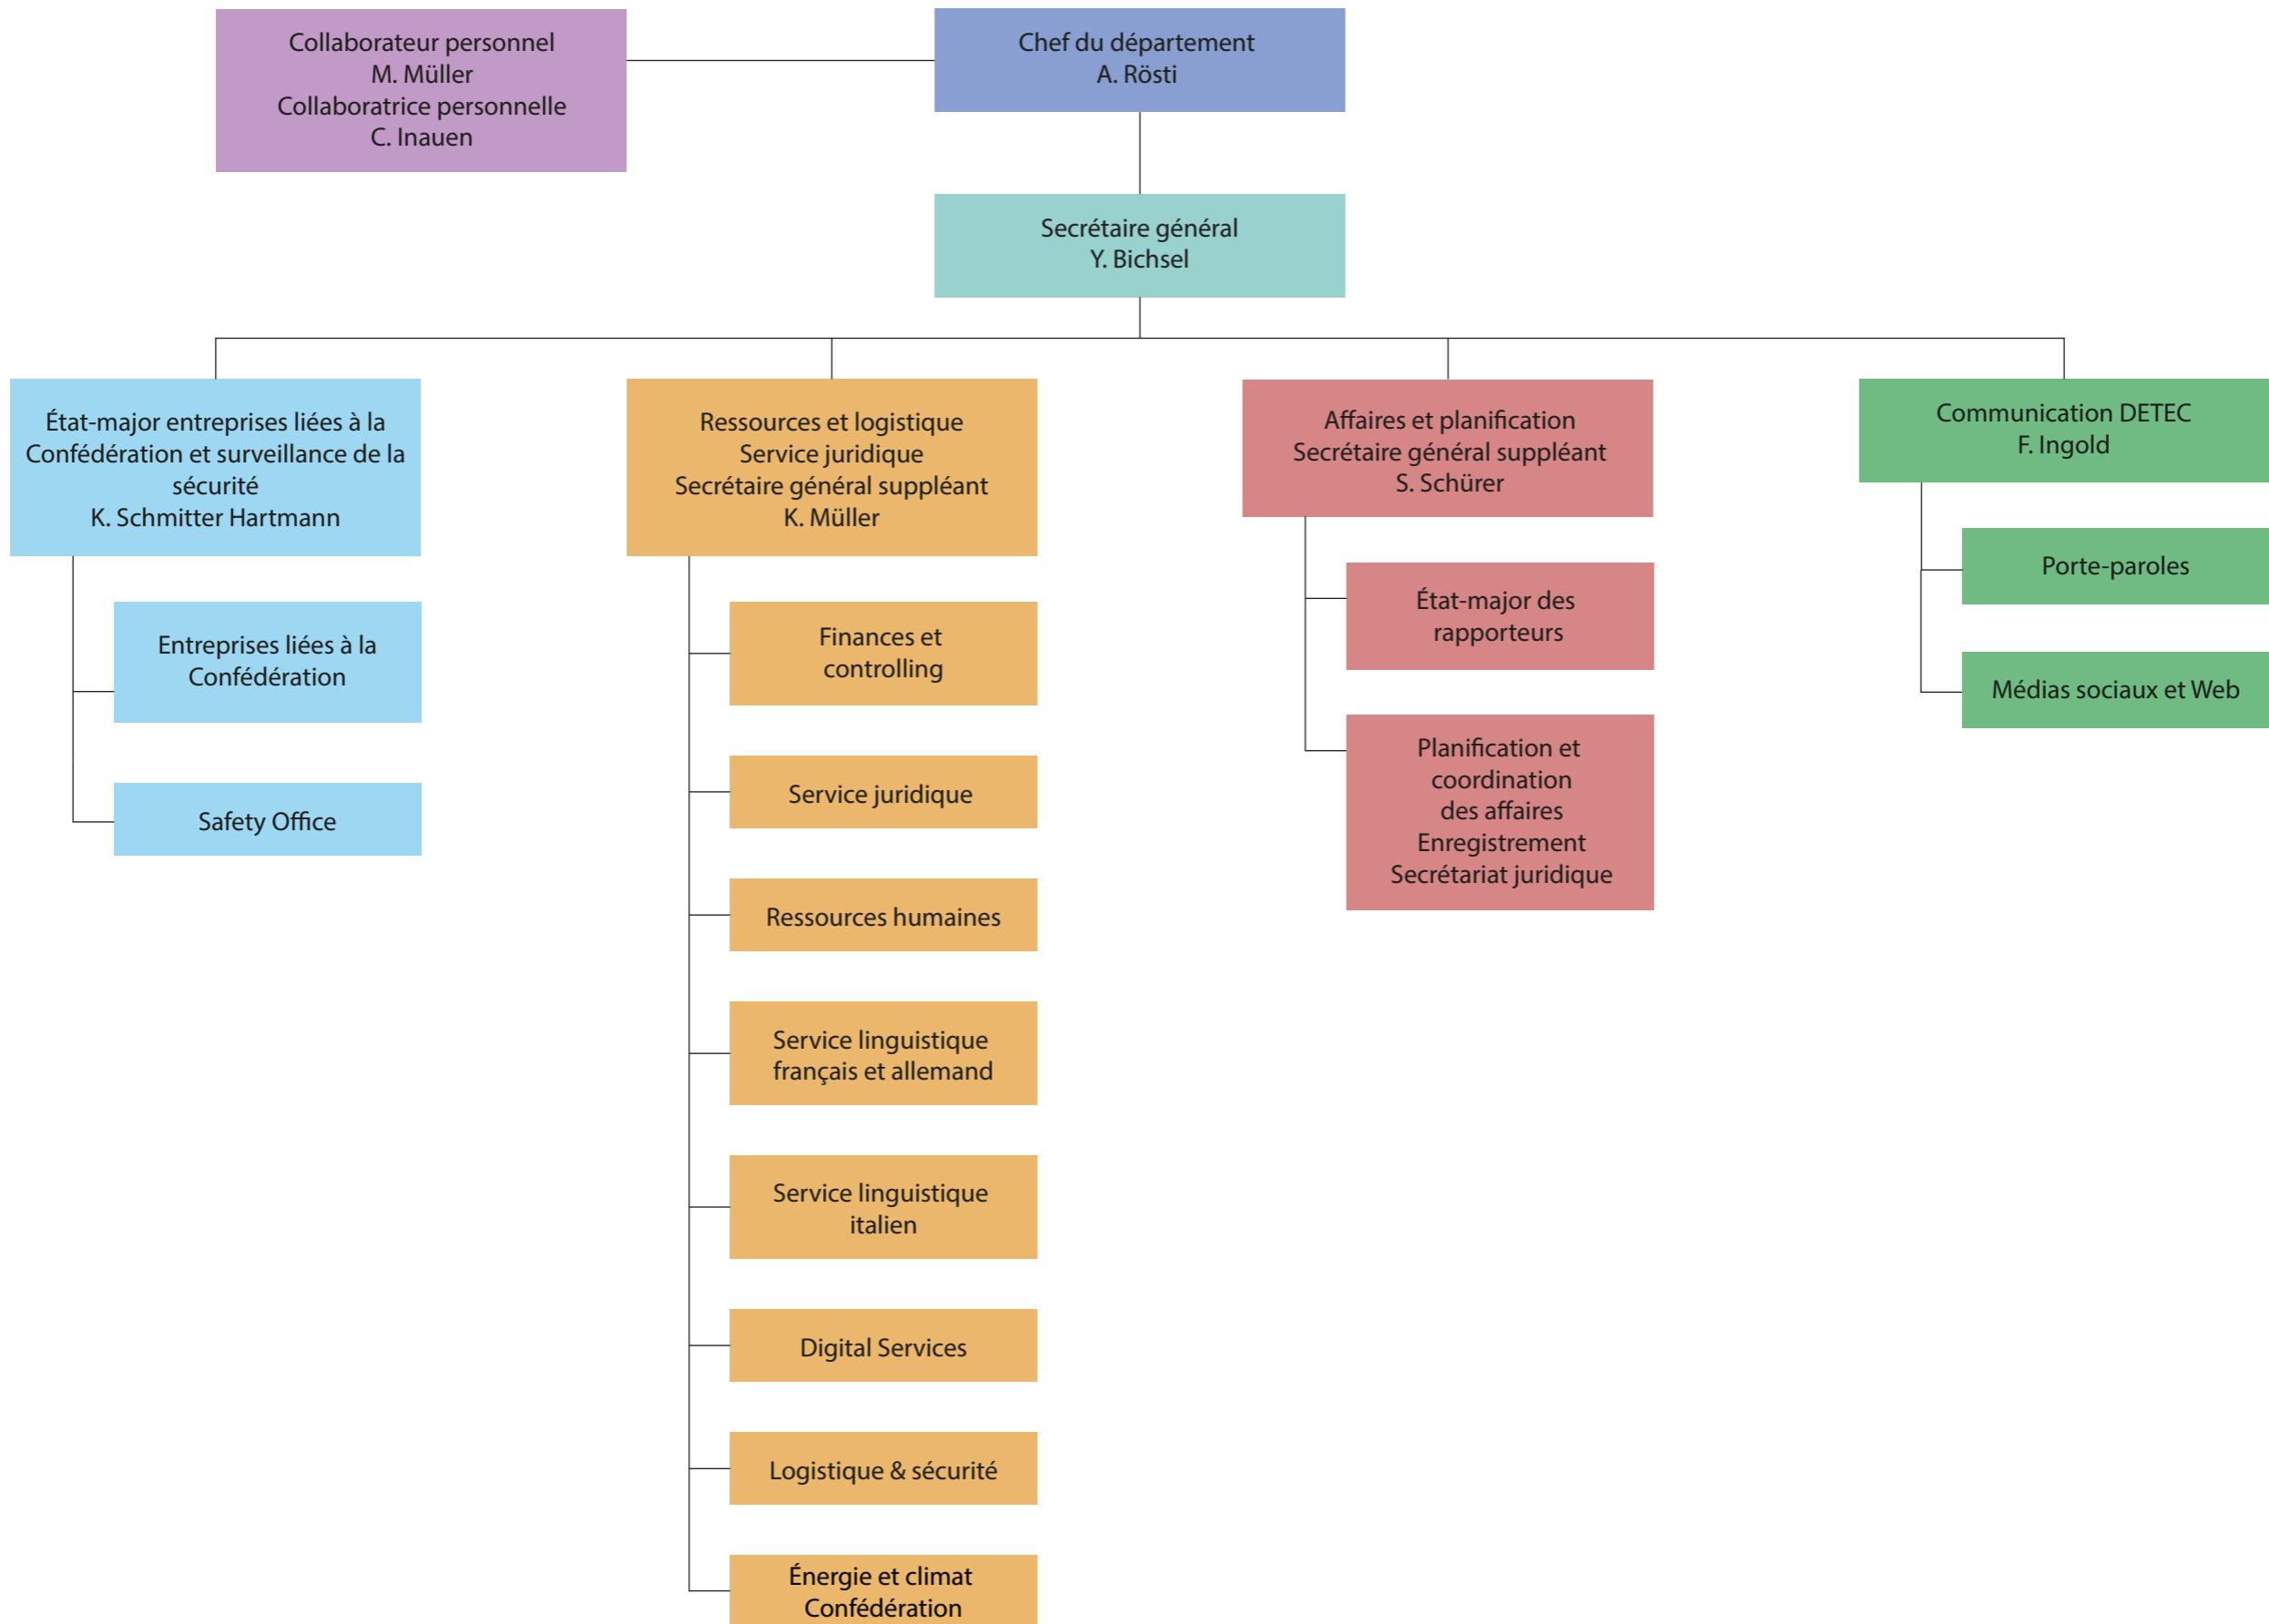 Collaborateur personnel
M. Müller
Collaboratrice personnelle
C. Inauen
Chef du département
A. Rösti
Secrétaire général
Y. Bichsel
État-major entreprises liées à la
Confédération et surveillance de la
sécurité
K. Schmitter Hartmann
Entreprises liées à la
Confédération
Safety Office
Ressources et logistique
Service juridique
Secrétaire général suppléant
K. Müller
Finances et
controlling
Service juridique
Ressources humaines
Service linguistique
français et allemand
Service linguistique
italien
Digital Services
Logistique & sécurité
Énergie et climat
Confédération
Affaires et planification
Secrétaire général suppléant
S. Schürer
État-major des
rapporteurs
Planification et
coordination
des affaires
Enregistrement
Secrétariat juridique
Communication DETEC
F. Ingold
Porte-paroles
Médias sociaux et Web